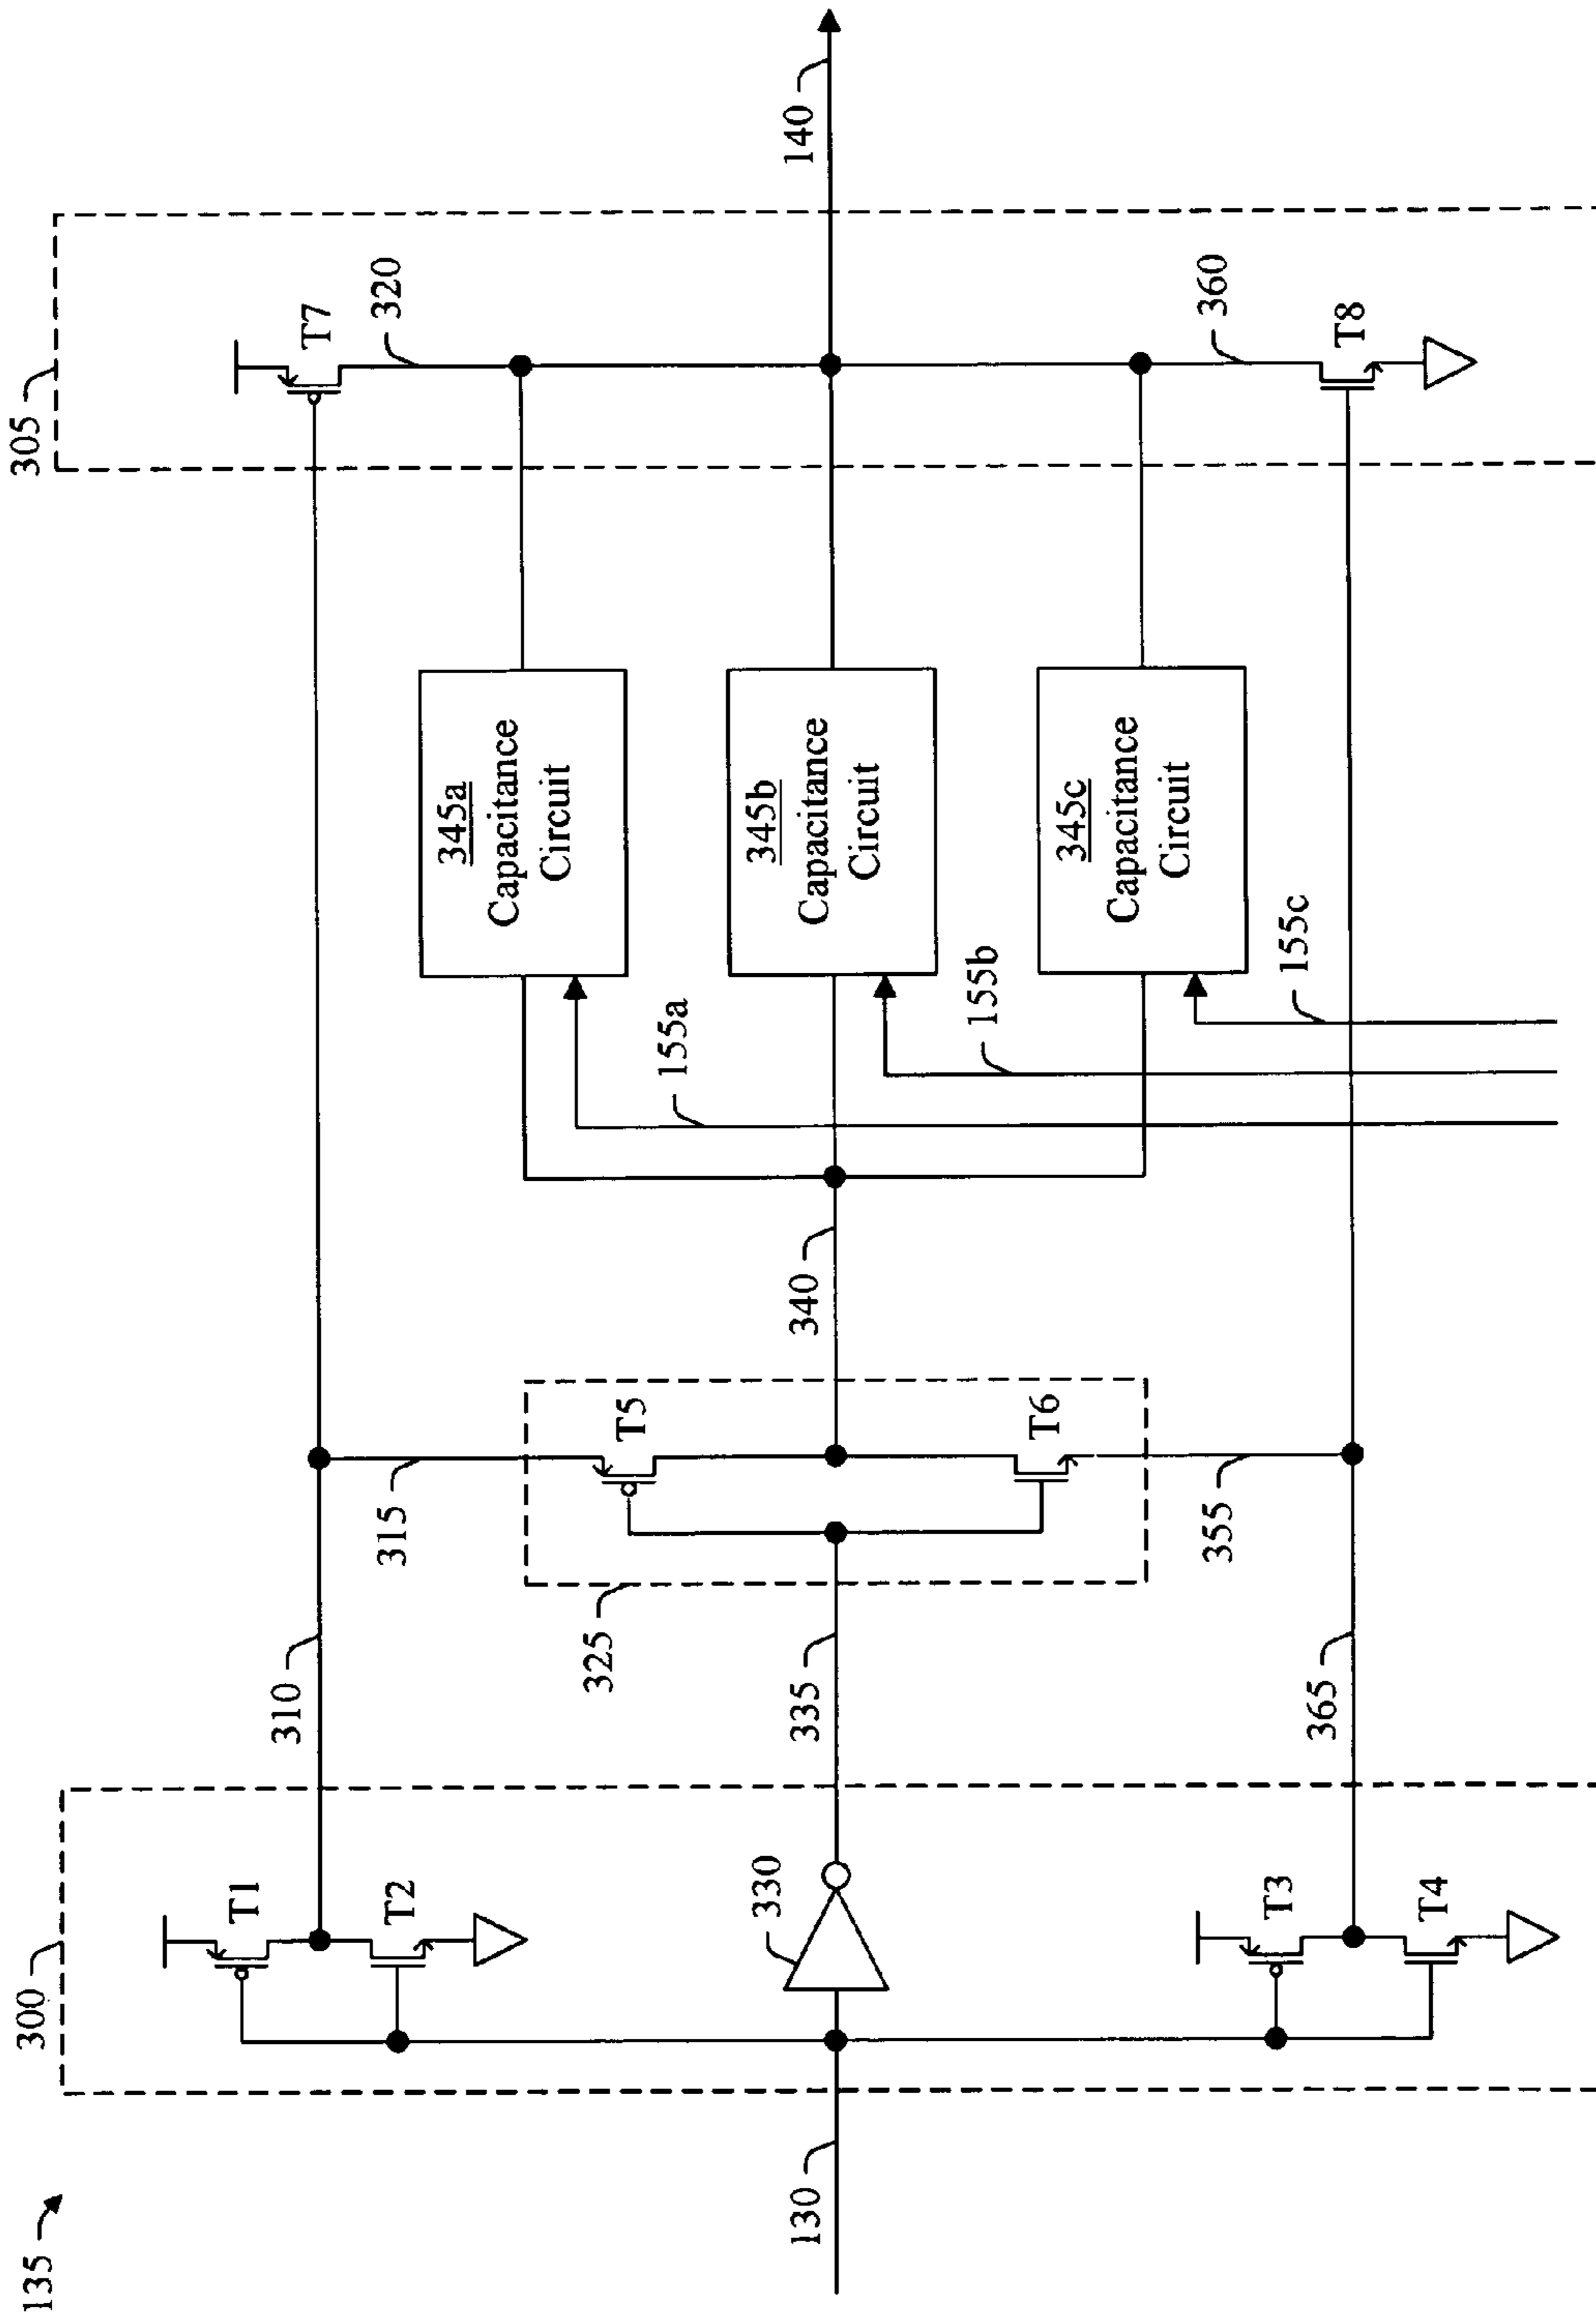 135
300
305
T1
T2
310
T7
320
315
T5
345a
Capacitance
Circuit
325
155a
130
330
335
340
345b
Capacitance
Circuit
140
155b
T6
345c
Capacitance
Circuit
355
360
T3
T4
365
155c
T8